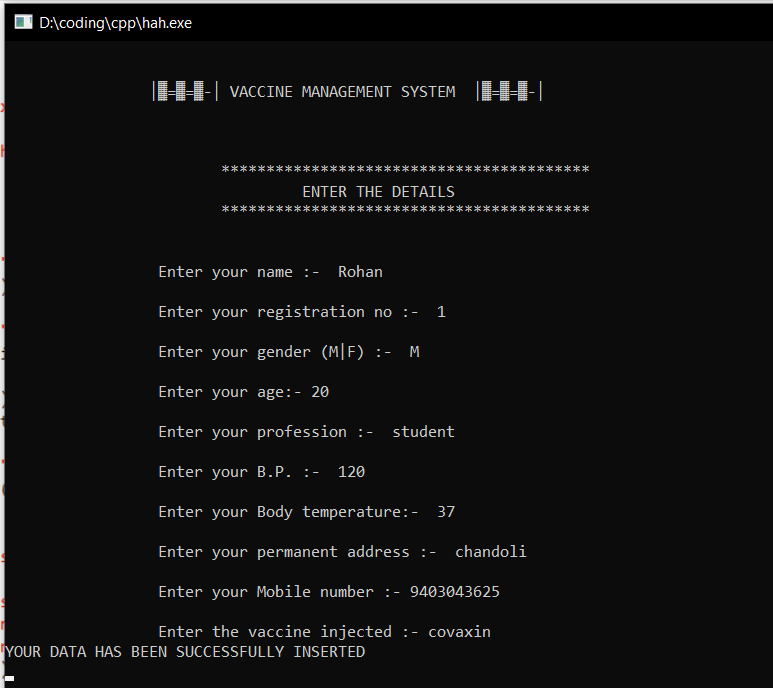 D:\coding\cpp\hah.exe
|▓=▓=▓-| VACCINE MANAGEMENT SYSTEM |▓=▓=▓-|
*****************************************
ENTER THE DETAILS
*****************************************
Enter your name :- Rohan
Enter your registration no :- 1
Enter your gender (M|F) :- M
Enter your age:- 20
Enter your profession :- student
Enter your B.P. :- 120
Enter your Body temperature:- 37
Enter your permanent address :- chandoli
Enter your Mobile number :- 9403043625
Enter the vaccine injected :- covaxin
YOUR DATA HAS BEEN SUCCESSFULLY INSERTED